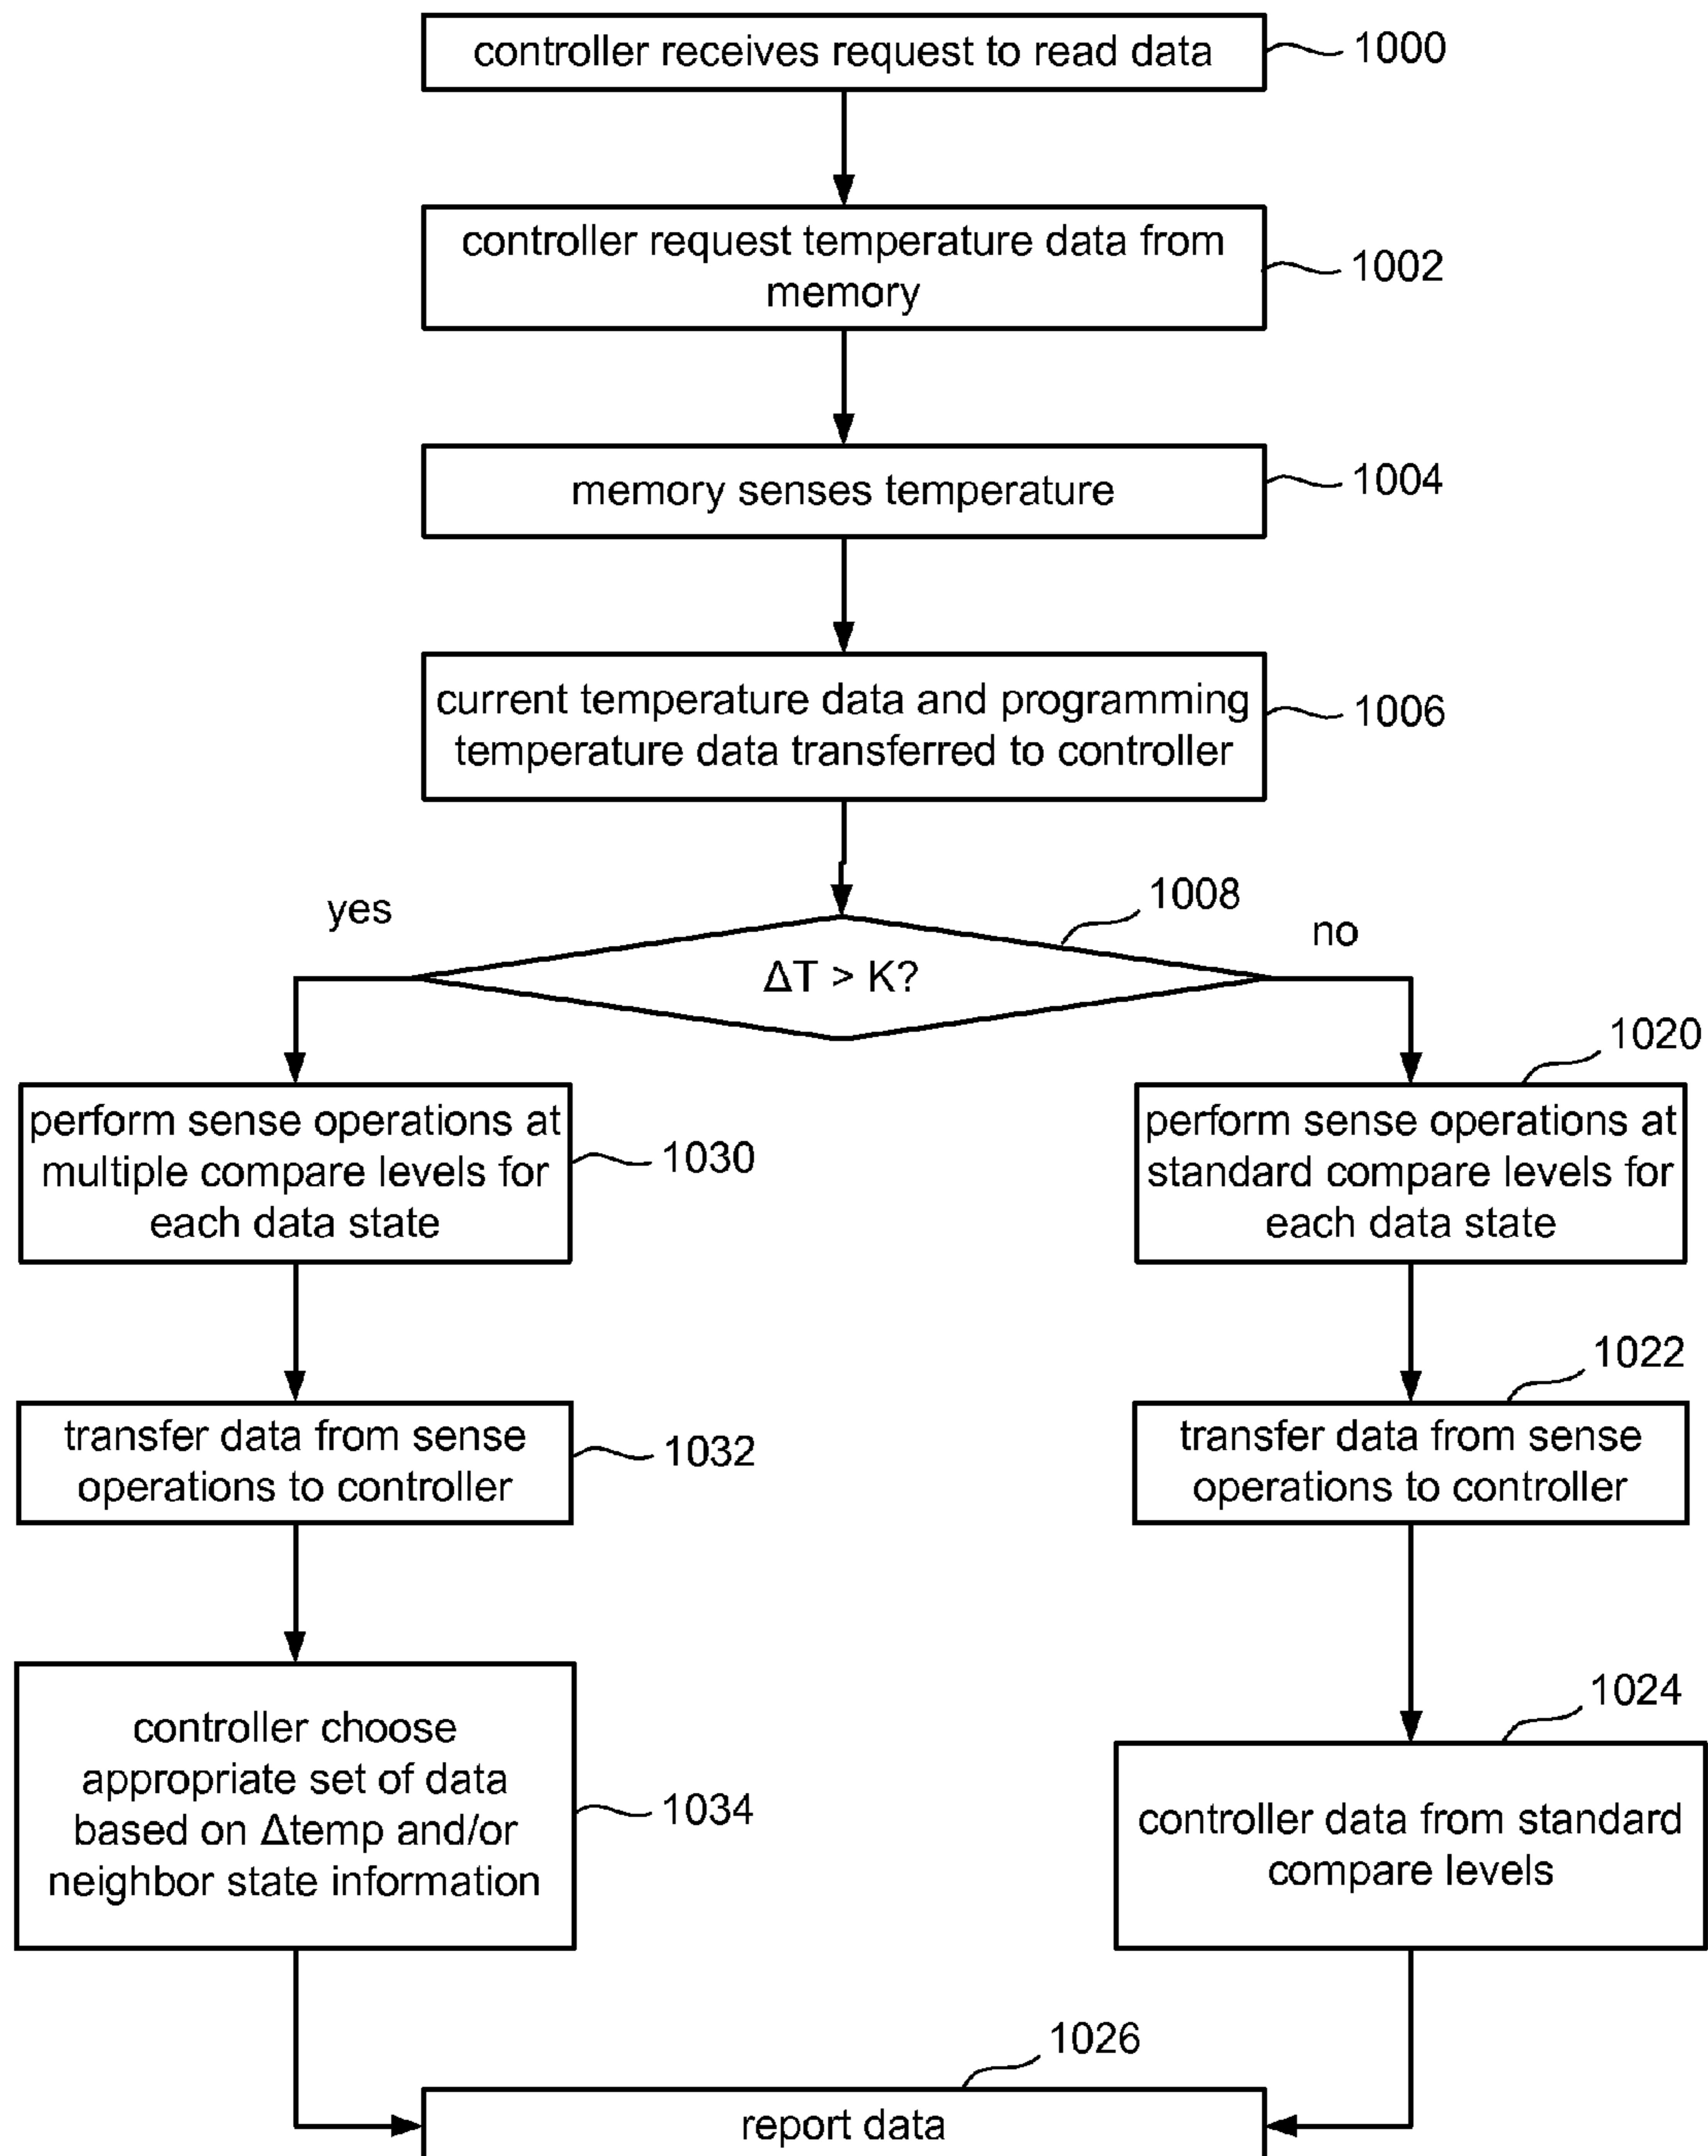 controller receives request to read data
1000
controller request temperature data from
memory
1002
memory senses temperature
1004
current temperature data and programming
temperature data transferred to controller
1006
1008
yes
ΔT > K?
no
perform sense operations at
multiple compare levels for
each data state
1030
1020
perform sense operations at
standard compare levels for
each data state
transfer data from sense
operations to controller
1032
1022
transfer data from sense
operations to controller
controller choose
appropriate set of data
based on Δtemp and/or
neighbor state information
1034
1024
controller data from standard
compare levels
1026
report data